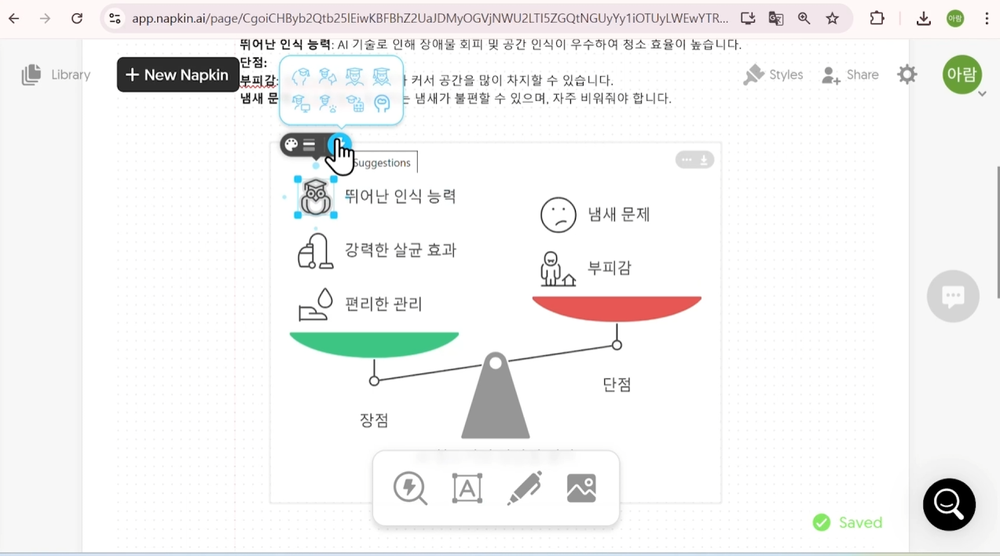 app.napkin.ai/page/CgoiCHByb2Qtb25lEiwKBFBhZ2UaJDMyOGVjNWU2LTI5ZGQtNGUyYy1iOTUyLWEwYTR...
아람
뛰어난 인식 능력: AI 기술로 인해 장애물 회피 및 공간 인식이 우수하여 청소 효율이 높습니다.
단점:
Library
+ New Napkin
부피감:
커서 공간을 많이 차지할 수 있습니다.
Styles
Share
아람
냄새 문
는 냄새가 불편할 수 있으며, 자주 비워줘야 합니다.
Suggestions
뛰어난 인식 능력
냄새 문제
강력한 살균 효과
부피감
편리한 관리
단점
장점
A
Saved